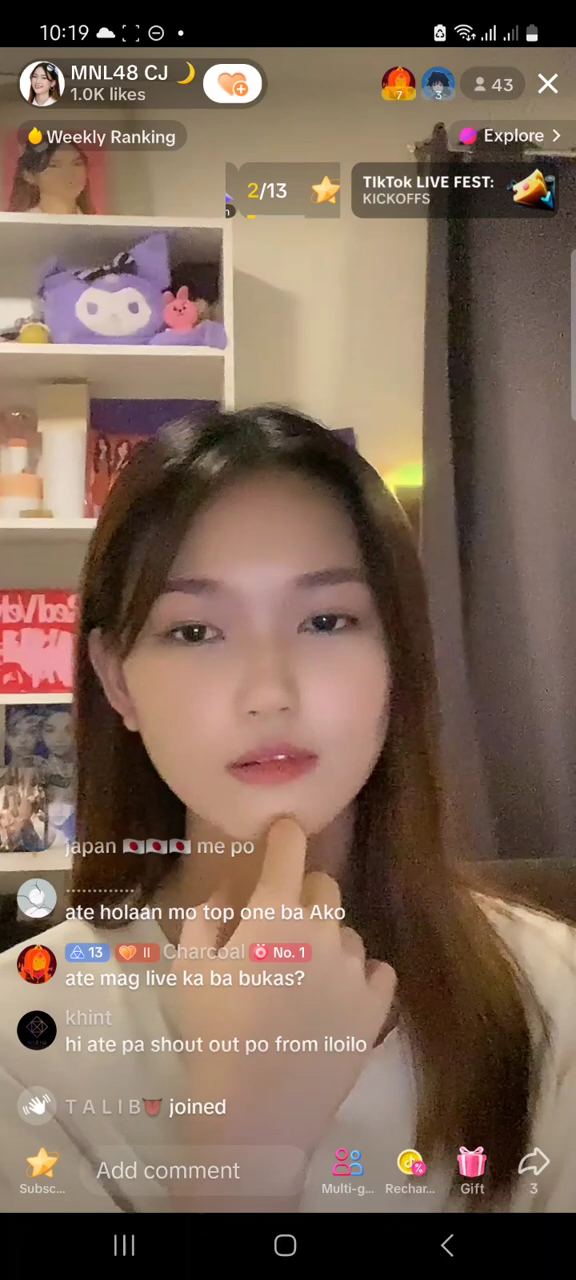 10:19
MNL48 CJ 🌙
1.0K likes
7
3
43
Weekly Ranking
Explore >
2/13
TIkTok LIVE FEST:
KICKOFFS
japan 🇯🇵🇯🇵🇯🇵 me po
.............
ate holaan mo top one ba Ako
13 II Charcoal No. 1
ate mag live ka ba bukas?
khint
hi ate pa shout out po from iloilo
T A L I B👅 joined
Add comment
Subsc...
Multi-g...
Rechar...
Gift
3